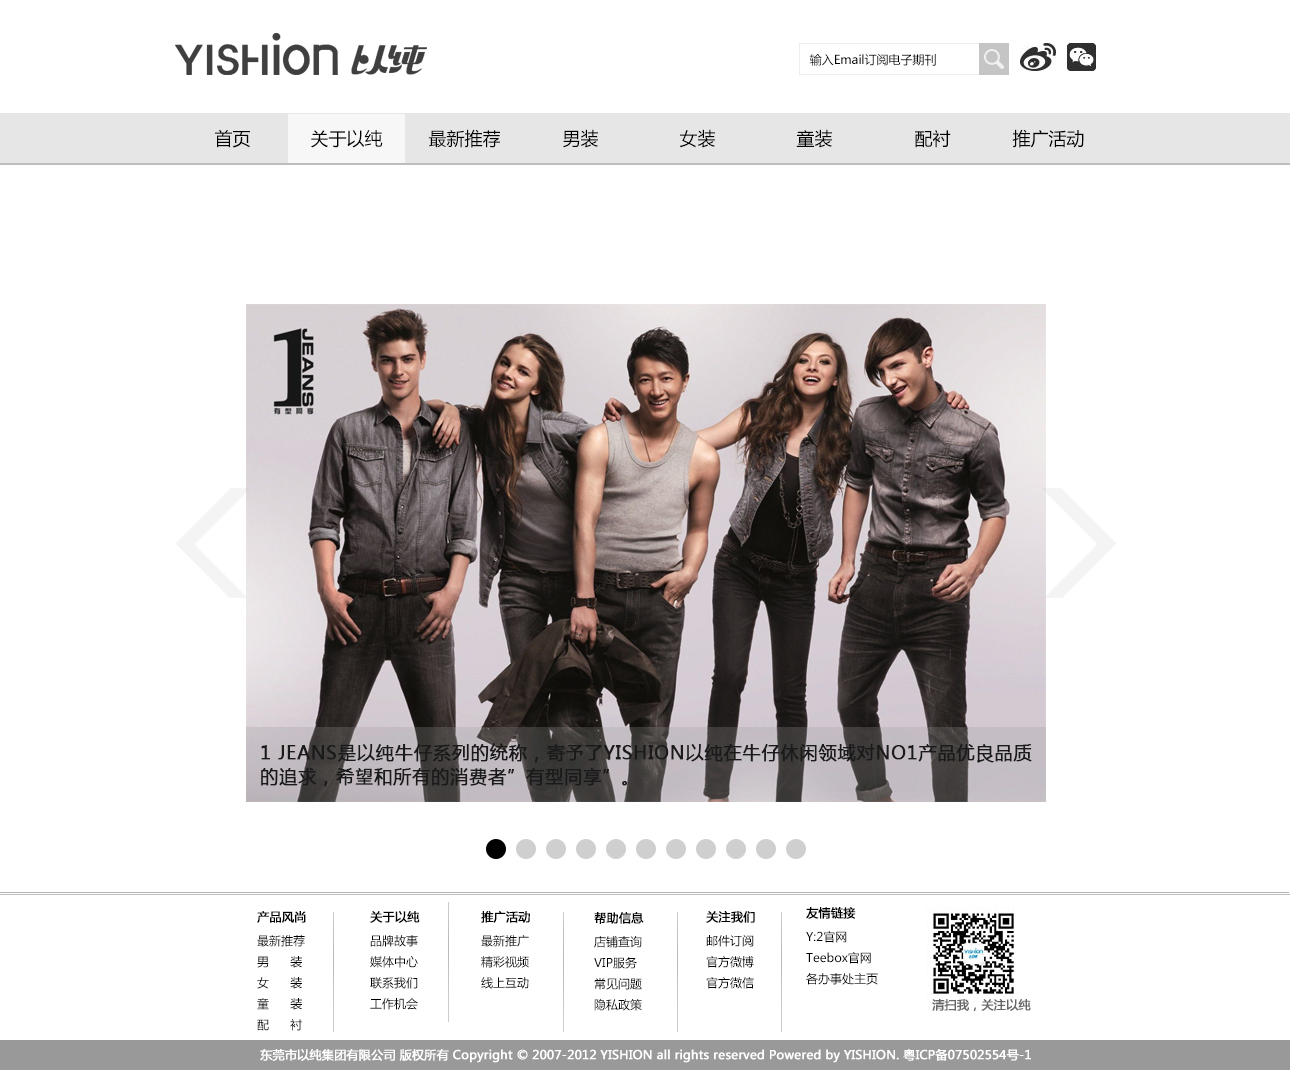 YISHION 以纯
输入Email订阅电子期刊
首页 关于以纯 最新推荐 男装 女装 童装 配衬 推广活动
1 JEANS
有型同享
1 JEANS是以纯牛仔系列的统称，寄予了YISHION以纯在牛仔休闲领域对NO1产品优良品质
的追求，希望和所有的消费者”有型同享”。
产品风尚
最新推荐
男 装
女 装
童 装
配 衬
关于以纯
品牌故事
媒体中心
联系我们
工作机会
推广活动
最新推广
精彩视频
线上互动
帮助信息
店铺查询
VIP服务
常见问题
隐私政策
关注我们
邮件订阅
官方微博
官方微信
友情链接
Y:2官网
Teebox官网
各办事处主页
YISHION
以纯
清扫我，关注以纯
东莞市以纯集团有限公司 版权所有 Copyright © 2007-2012 YISHION all rights reserved Powered by YISHION. 粤ICP备07502554号-1